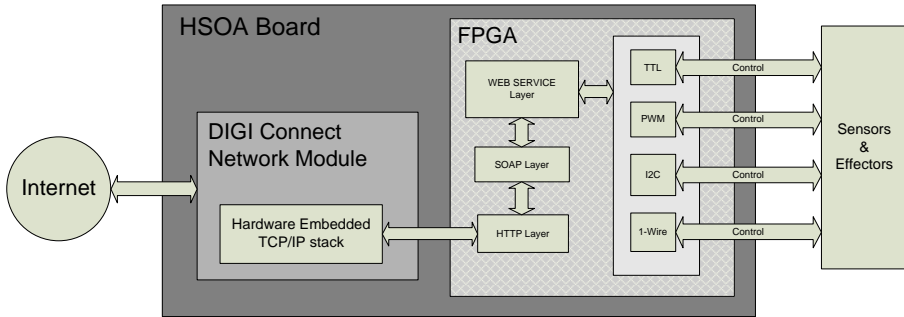 HSOA Board
FPGA
TTL
Control
WEB SERVICE
Layer
PWM
Control
DIGI Connect
Network Module
Sensors
&
Effectors
SOAP Layer
I2C
Control
Internet
Hardware Embedded
TCP/IP stack
HTTP Layer
1-Wire
Control